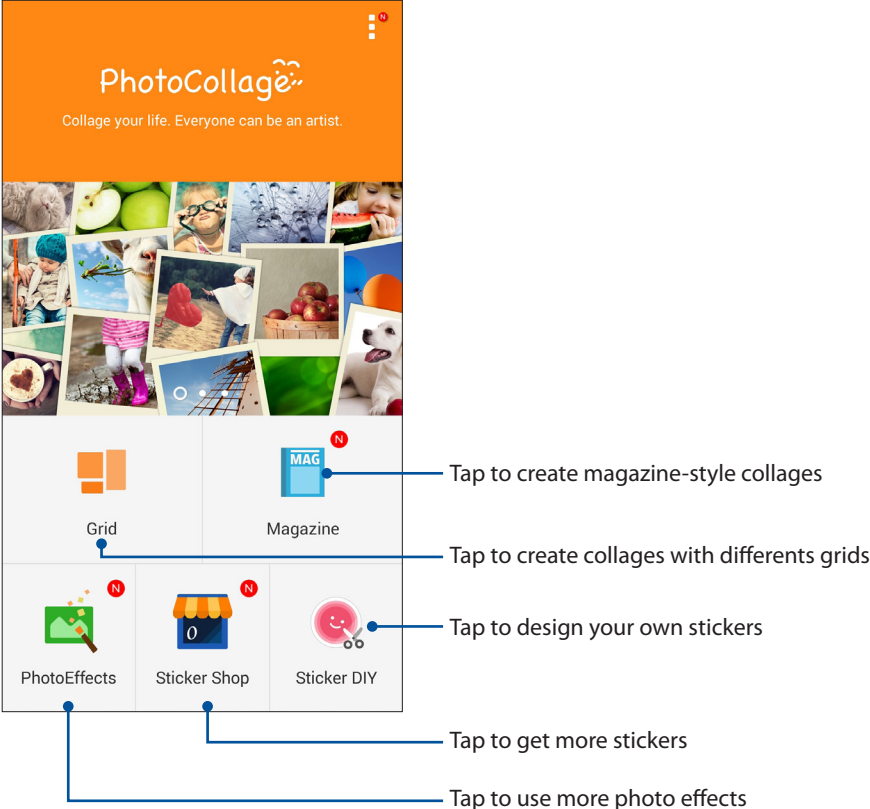 N
PhotoCollage
Collage your life. Everyone can be an artist.
MAG
N
Grid
Magazine
N
N
0
PhotoEffects
Sticker Shop
Sticker DIY
Tap to create magazine-style collages
Tap to create collages with differents grids
Tap to design your own stickers
Tap to get more stickers
Tap to use more photo effects